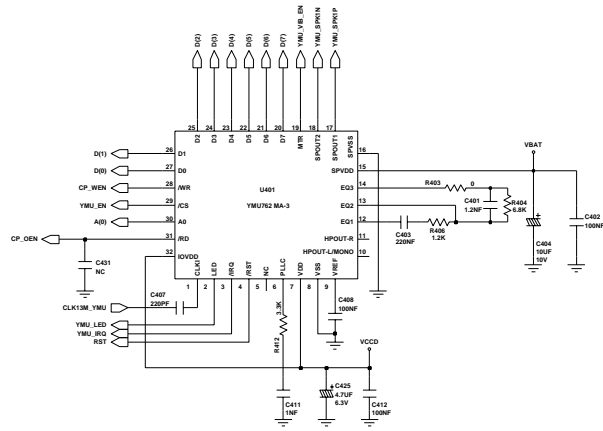 D(2)
D(3)
D(4)
D(5)
D(6)
D(7)
YMU_VIB_EN
YMU_SPK1N
YMU_SPK1P
25 24 23 22 21 20 19 18 17
D2 D3 D4 D5 D6 D7 MTR SPOUT2 SPOUT1
D(1) 26 D1
D(0) 27 D0
CP_WEN 28 /WR
YMU_EN 29 /CS
A(0) 30 A0
CP_OEN 31 /RD
32 IOVDD
U401
YMU762 MA-3
SPVSS 16
SPVDD 15
EQ3 14
EQ2 13
EQ1 12
HPOUT-R 11
HPOUT-L/MONO 10
CLKI LED /IRQ /RST NC PLLC VDD VSS VREF
1 2 3 4 5 6 7 8 9
VBAT
R403 0
C401
1.2NF
R404
6.8K
C403
220NF
R406
1.2K
C404
10UF
10V
C402
100NF
C431
NC
CLK13M_YMU
C407
220PF
YMU_LED
YMU_IRQ
RST
3.3K
R412
C408
100NF
VCCD
C411
1NF
C425
4.7UF
6.3V
C412
100NF
+
+